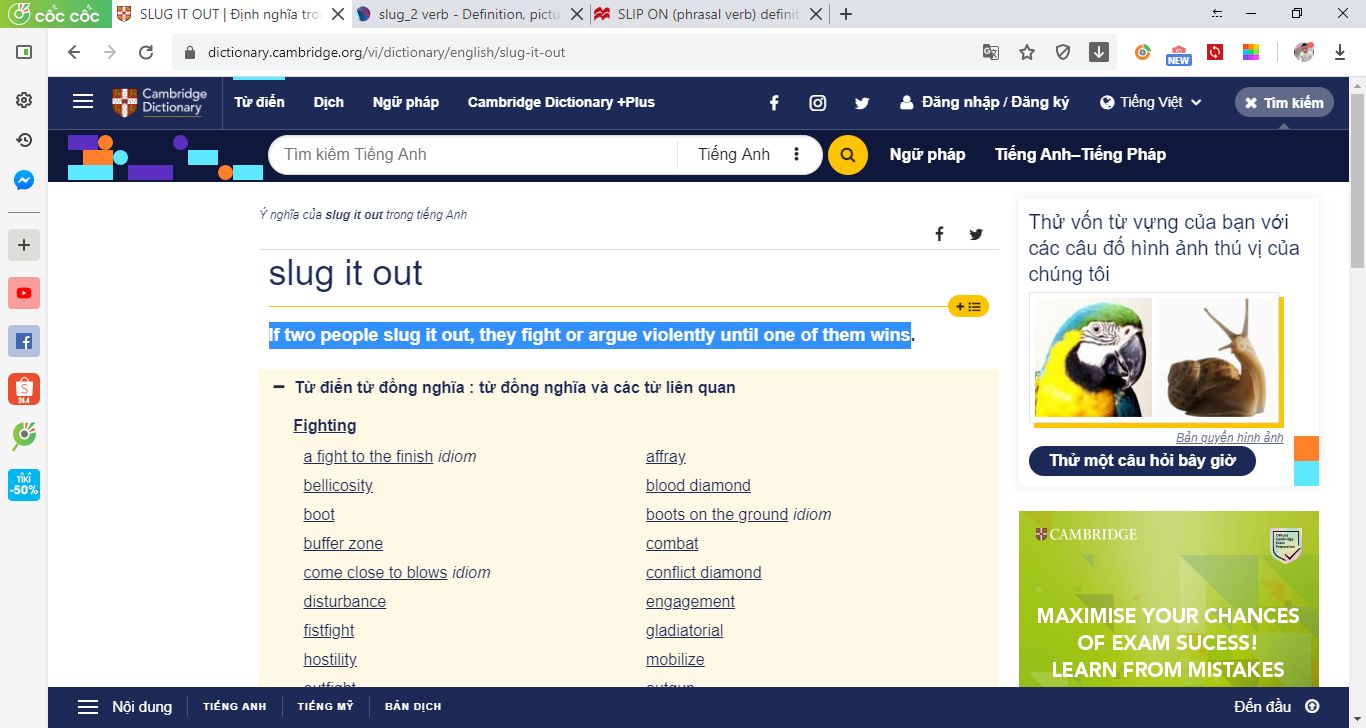 cốc cốc
SLUG IT OUT | Định nghĩa tro
slug_2 verb - Definition, pictu
SLIP ON (phrasal verb) definit
dictionary.cambridge.org/vi/dictionary/english/slug-it-out
NEW
Cambridge
Dictionary
Từ điển
Dịch
Ngữ pháp
Cambridge Dictionary +Plus
Đăng nhập / Đăng ký
Tiếng Việt
Tìm kiếm
Tìm kiếm Tiếng Anh
Tiếng Anh
Ngữ pháp
Tiếng Anh–Tiếng Pháp
24.4
TIKI
-50%
Ý nghĩa của slug it out trong tiếng Anh
slug it out
If two people slug it out, they fight or argue violently until one of them wins.
Từ điển từ đồng nghĩa : từ đồng nghĩa và các từ liên quan
Fighting
a fight to the finish idiom
affray
bellicosity
blood diamond
boot
boots on the ground idiom
buffer zone
combat
come close to blows idiom
conflict diamond
disturbance
engagement
fistfight
gladiatorial
hostility
mobilize
outfight
outgun
Thử vốn từ vựng của bạn với
các câu đố hình ảnh thú vị của
chúng tôi
Bản quyền hình ảnh
Thử một câu hỏi bây giờ
CAMBRIDGE
MAXIMISE YOUR CHANCES
OF EXAM SUCESS!
LEARN FROM MISTAKES
Nội dung
TIẾNG ANH
TIẾNG MỸ
BẢN DỊCH
Đến đầu